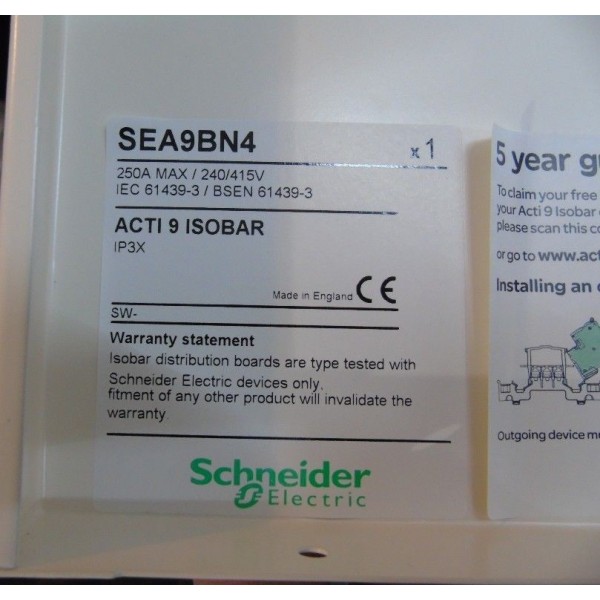 SEA9BN4 x 1
250A MAX / 240/415V
IEC 61439-3 / BSEN 61439-3
ACTI 9 ISOBAR
IP3X
Made in England CE
SW-
Warranty statement
Isobar distribution boards are type tested with
Schneider Electric devices only,
fitment of any other product will invalidate the
warranty
Schneider
Electric
5 year
To claim your free
your Acti 9 Isobar
please scan this
or go to
Installing an
Outgoing device